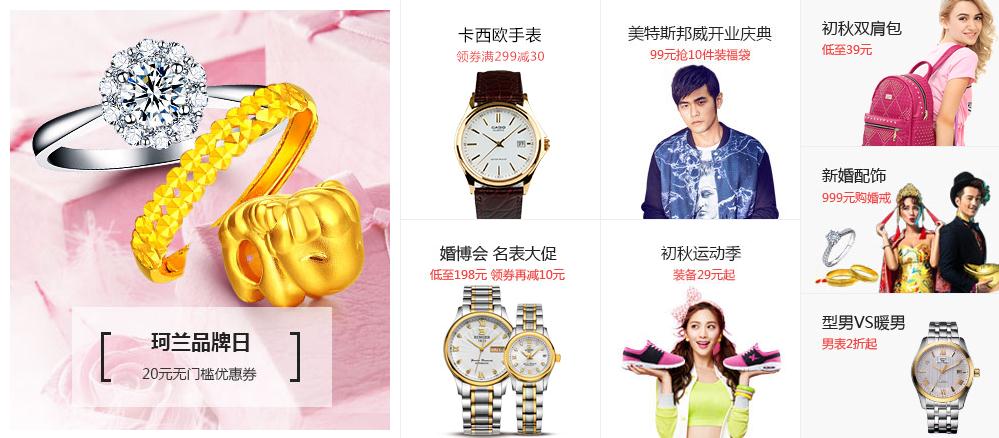 珂兰品牌日
20元无门槛优惠券
卡西欧手表
领券满299减30
CASIO
美特斯邦威开业庆典
99元抢10件装福袋
初秋双肩包
低至39元
新婚配饰
999元购婚戒
婚博会 名表大促
低至198元 领券再减10元
初秋运动季
装备29元起
型男VS暖男
男表2折起